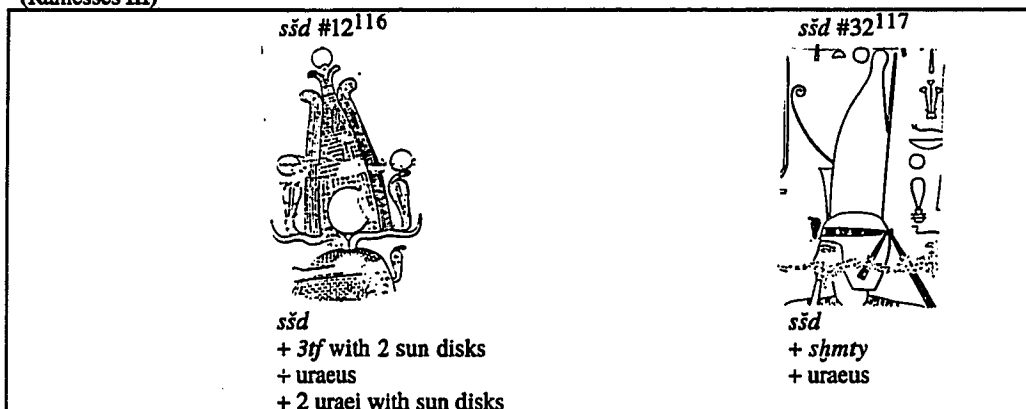 (Ramesses III)
sšd #12¹¹⁶
sšd #32¹¹⁷
sšd
+ 3tf with 2 sun disks
+ uraeus
+ 2 uraei with sun disks
sšd
+ sḫmty
+ uraeus